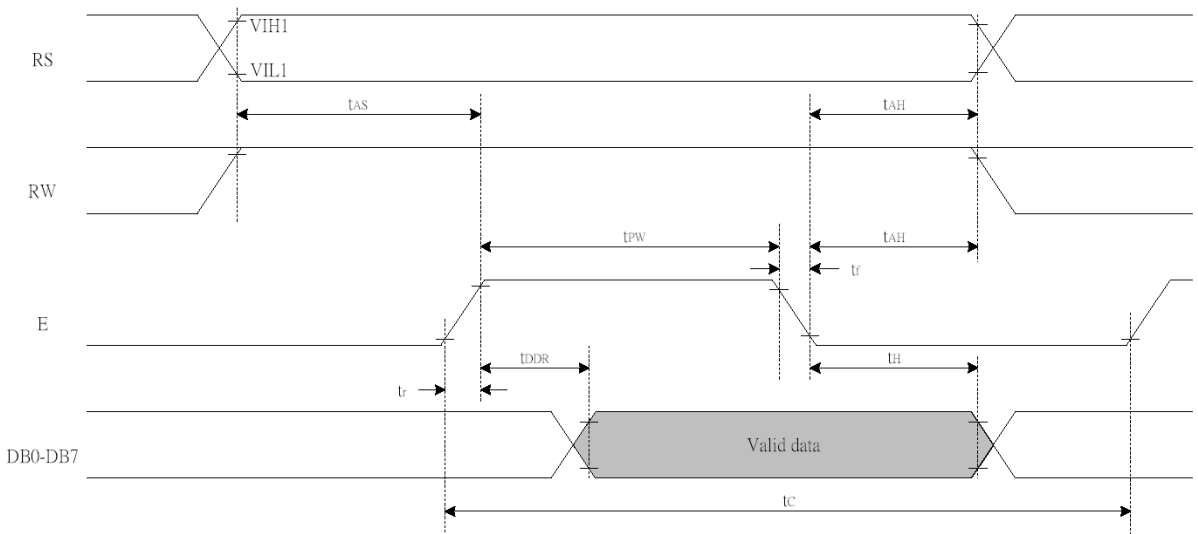 VIH1
RS
VIL1
tAS
tAH
RW
tPW
tAH
tf
E
tDDR
tH
tr
Valid data
DB0-DB7
tC